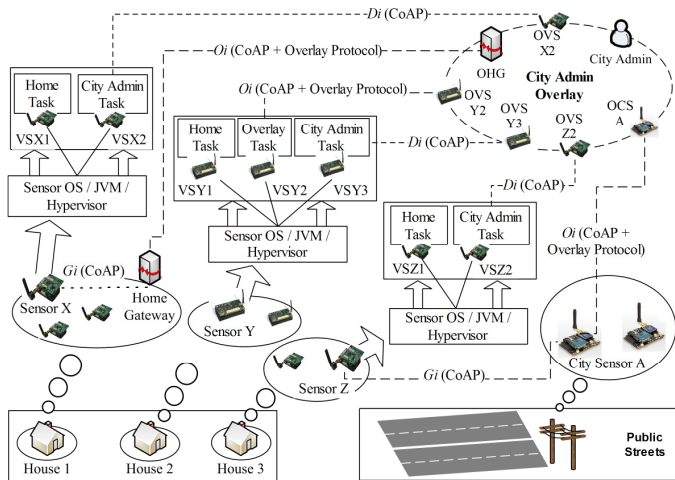 Di (CoAP)
OVS
X2
City Admin
Oi (CoAP + Overlay Protocol)
OHG
City Admin
Overlay
Home
Task
City Admin
Task
VSX1
VSX2
Oi (CoAP + Overlay Protocol)
OVS
Y2
OVS
Y3
OCS
A
OVS
Z2
Home
Task
Overlay
Task
City Admin
Task
Di (CoAP)
VSY1
VSY2
VSY3
Sensor OS / JVM /
Hypervisor
Di (CoAP)
Sensor OS / JVM /
Hypervisor
Home
Task
City Admin
Task
VSZ1
VSZ2
Oi (CoAP +
Overlay Protocol)
Gi (CoAP)
Sensor X
Home
Gateway
Sensor Y
Sensor OS / JVM /
Hypervisor
Sensor Z
Gi (CoAP)
City Sensor A
House 1
House 2
House 3
Public
Streets